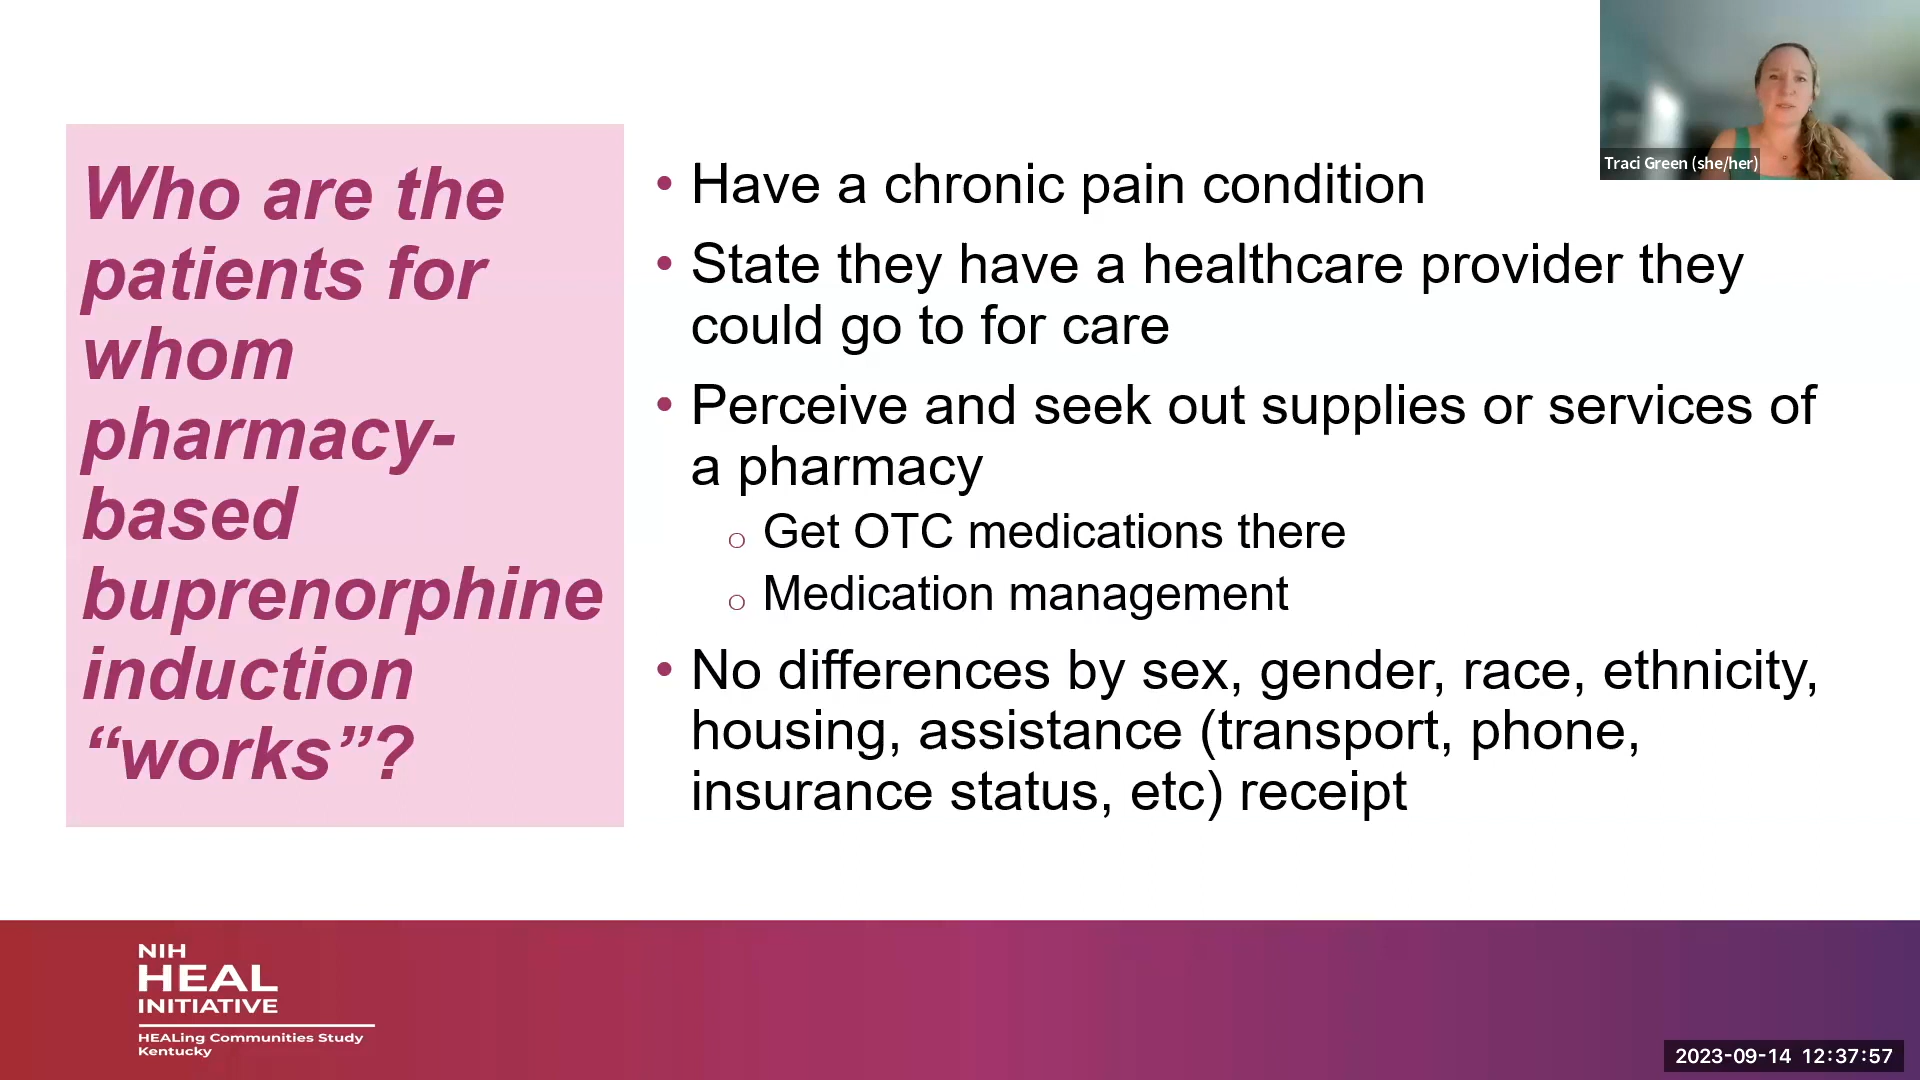 Who are the
patients for
whom
pharmacy-
based
buprenorphine
induction
“works”?
• Have a chronic pain condition
• State they have a healthcare provider they
could go to for care
• Perceive and seek out supplies or services of
a pharmacy
o Get OTC medications there
o Medication management
• No differences by sex, gender, race, ethnicity,
housing, assistance (transport, phone,
insurance status, etc) receipt
Traci Green (she/her)
NIH
HEAL
INITIATIVE
HEALing Communities Study
Kentucky
2023-09-14 12:37:57